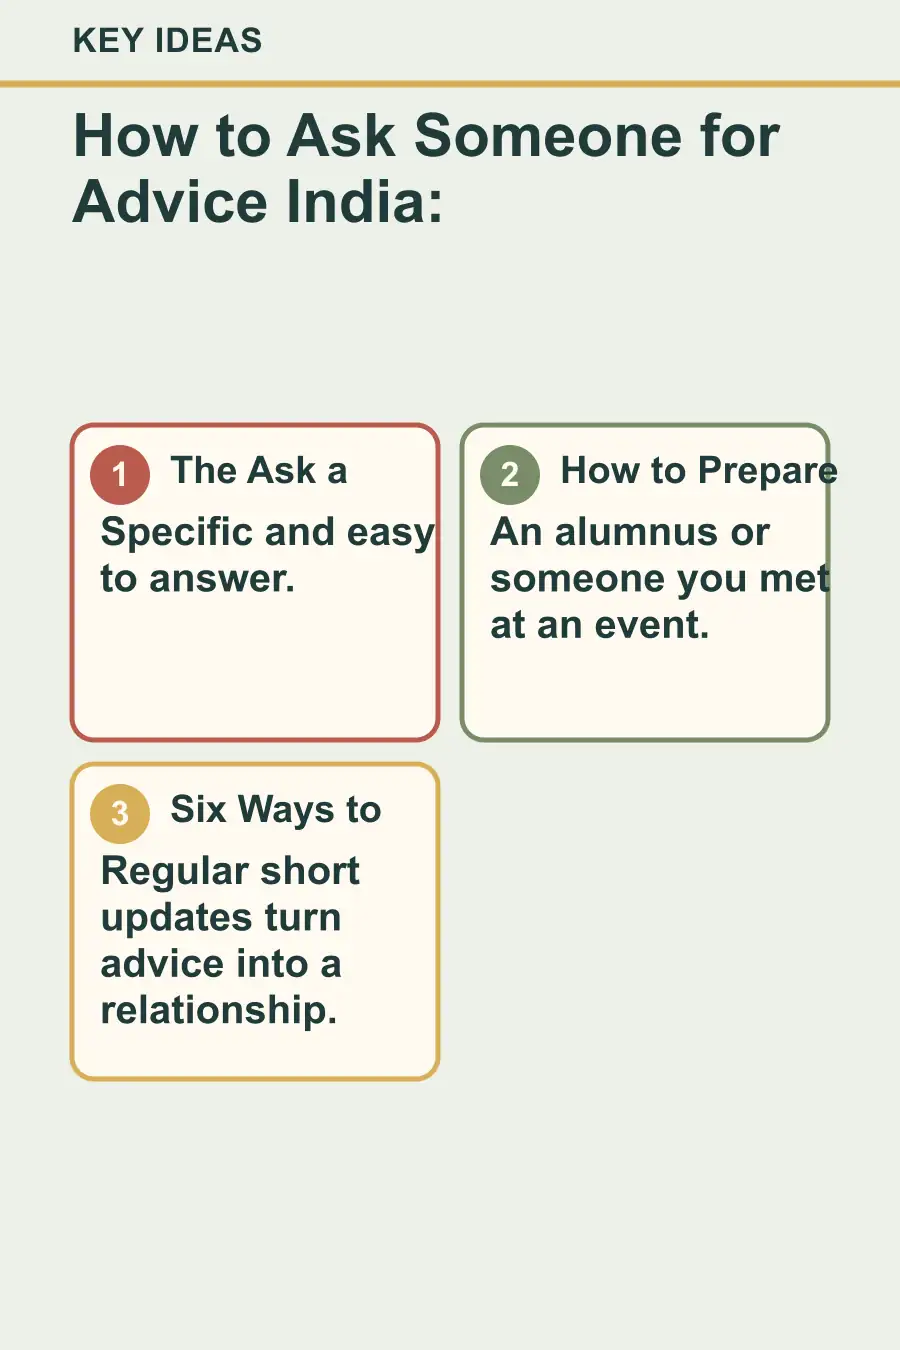 KEY IDEAS
How to Ask Someone for
Advice India:
1 The Ask a
Specific and easy
to answer.
2 How to Prepare
An alumnus or
someone you met
at an event.
3 Six Ways to
Regular short
updates turn
advice into a
relationship.